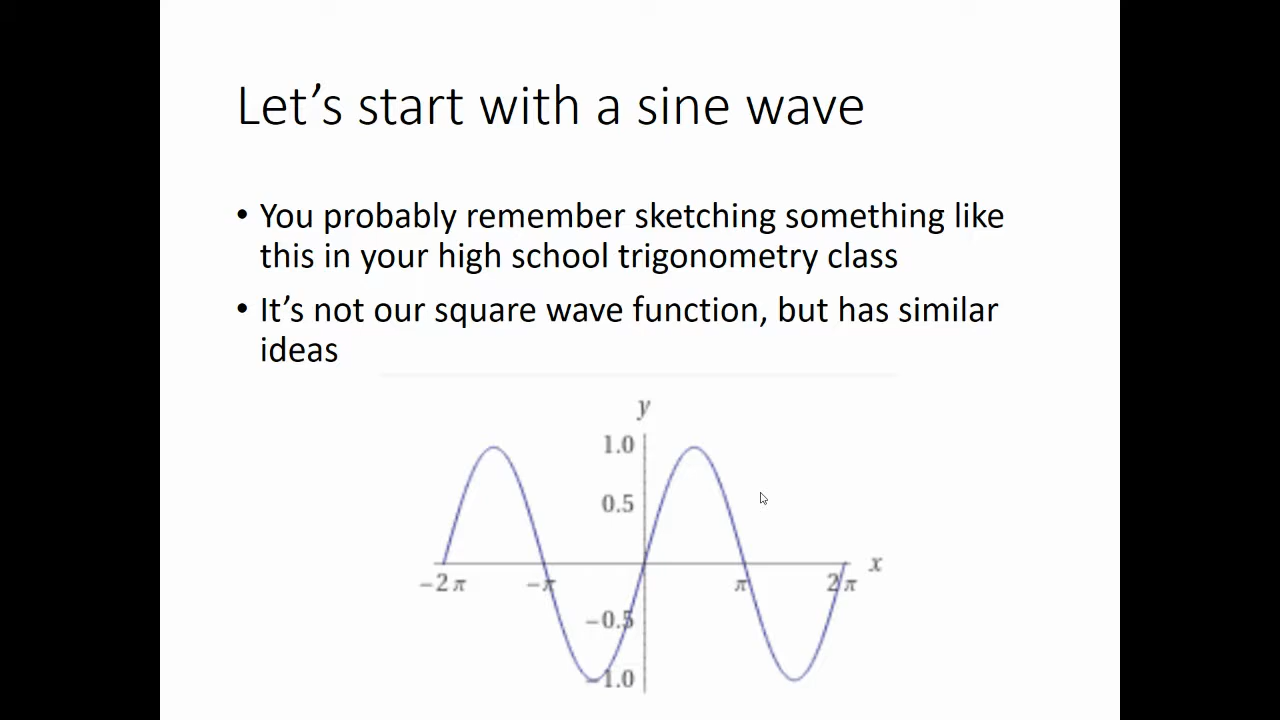 Let’s start with a sine wave
• You probably remember sketching something like
this in your high school trigonometry class
• It’s not our square wave function, but has similar
ideas
y
1.0
0.5
x
−2 π
−π
π
2 π
−0.5
−1.0